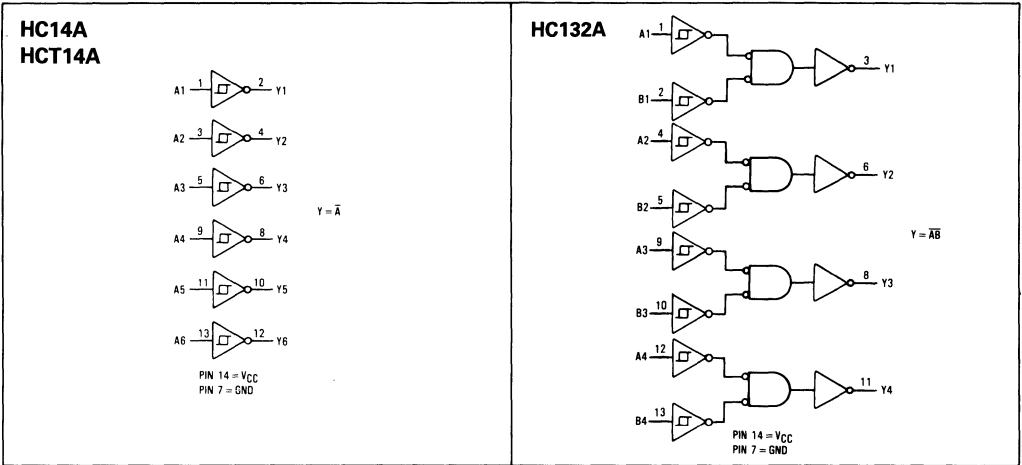 HC14A
HCT14A
A1 1 2 Y1
A2 3 4 Y2
A3 5 6 Y3
Y = A̅
A4 9 8 Y4
A5 11 10 Y5
A6 13 12 Y6
PIN 14 = VCC
PIN 7 = GND
HC132A
A1 1
3 Y1
B1 2
A2 4
6 Y2
B2 5
Y = A̅B̅
A3 9
8 Y3
B3 10
A4 12
11 Y4
B4 13
PIN 14 = VCC
PIN 7 = GND